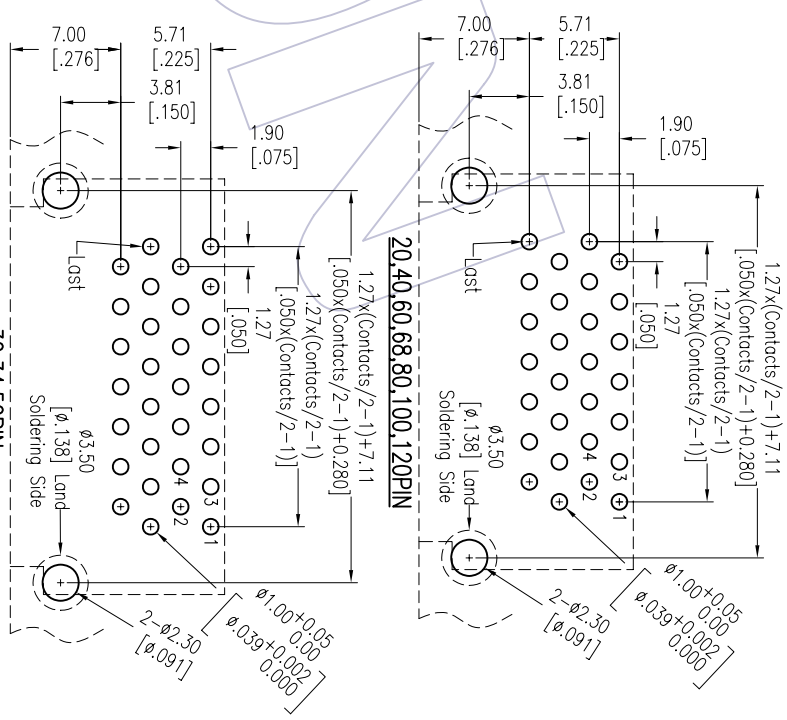 7.00
[.276]
5.71
[.225]
3.81
[.150]
1.90
[.075]
1.27
[.050]
1.27x(Contacts/2-1)
[.050x(Contacts/2-1)]
1.27x(Contacts/2-1)+7.11
[.050x(Contacts/2-1)+0.280]
Last
1
2
3
4
ø3.50
[ø.138] Land
Soldering Side
2-ø2.30
[ø.091]
ø1.00+0.05
0.00
ø.039+0.002
0.000
20,40,60,68,80,100,120PIN
7.00
[.276]
5.71
[.225]
3.81
[.150]
1.90
[.075]
1.27
[.050]
1.27x(Contacts/2-1)
[.050x(Contacts/2-1)]
1.27x(Contacts/2-1)+7.11
[.050x(Contacts/2-1)+0.280]
Last
1
2
3
4
ø3.50
[ø.138] Land
Soldering Side
2-ø2.30
[ø.091]
ø1.00+0.05
0.00
ø.039+0.002
0.000